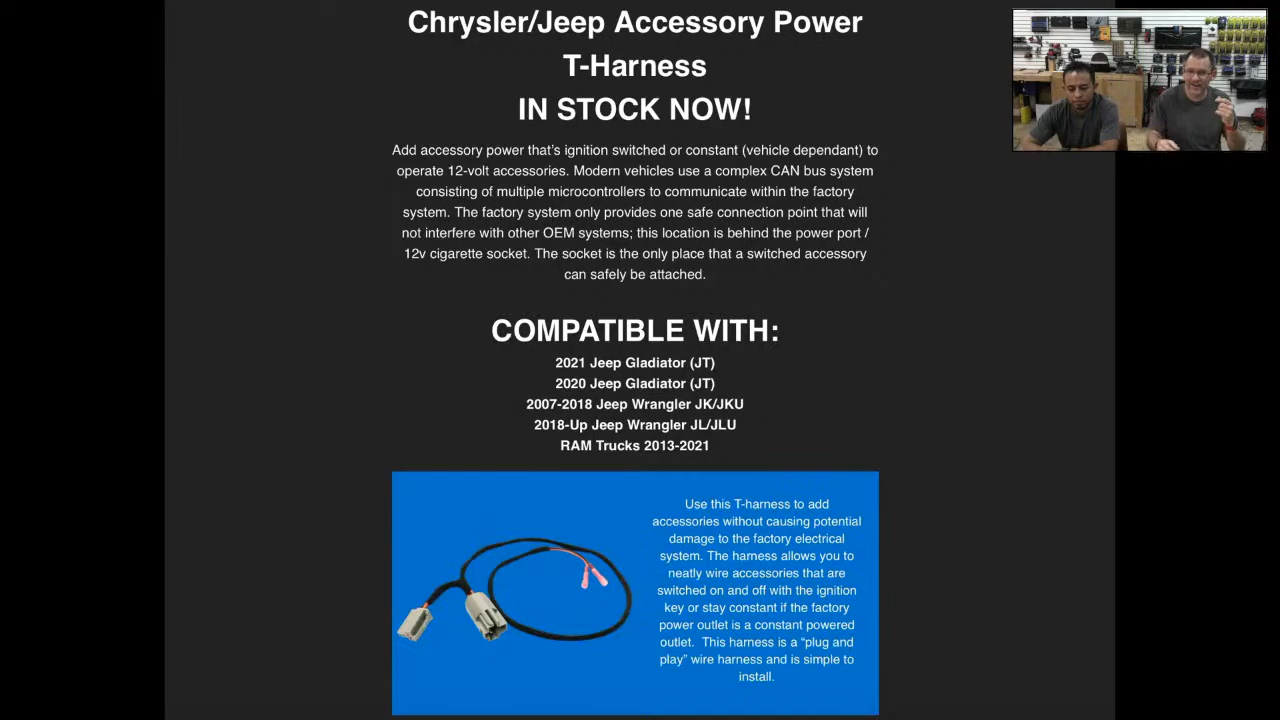 Chrysler/Jeep Accessory Power
T-Harness
IN STOCK NOW!
Add accessory power that's ignition switched or constant (vehicle dependant) to
operate 12-volt accessories. Modern vehicles use a complex CAN bus system
consisting of multiple microcontrollers to communicate within the factory
system. The factory system only provides one safe connection point that will
not interfere with other OEM systems; this location is behind the power port /
12v cigarette socket. The socket is the only place that a switched accessory
can safely be attached.
COMPATIBLE WITH:
2021 Jeep Gladiator (JT)
2020 Jeep Gladiator (JT)
2007-2018 Jeep Wrangler JK/JKU
2018-Up Jeep Wrangler JL/JLU
RAM Trucks 2013-2021
Use this T-harness to add
accessories without causing potential
damage to the factory electrical
system. The harness allows you to
neatly wire accessories that are
switched on and off with the ignition
key or stay constant if the factory
power outlet is a constant powered
outlet.  This harness is a “plug and
play” wire harness and is simple to
install.